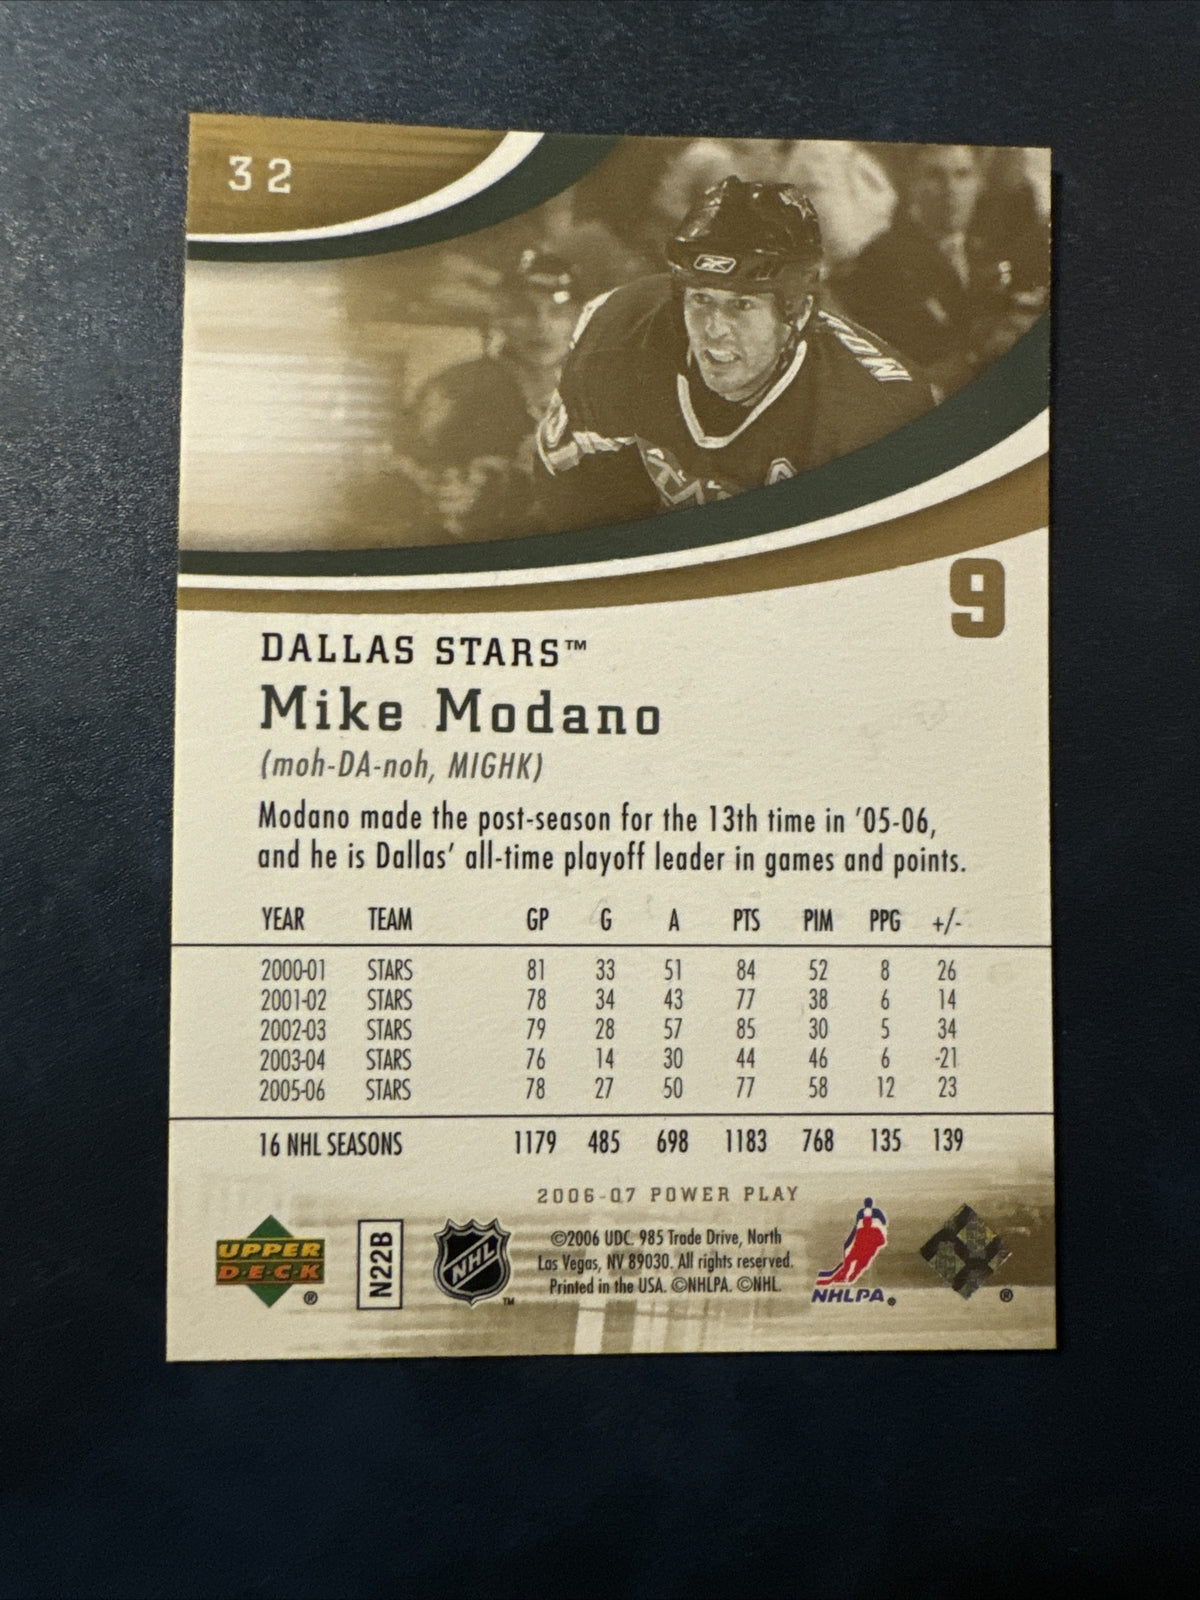 32
9
DALLAS STARS™
Mike Modano
(moh-DA-noh, MIGHK)
Modano made the post-season for the 13th time in '05-06,
and he is Dallas' all-time playoff leader in games and points.
YEAR TEAM GP G A PTS PIM PPG +/-
2000-01 STARS 81 33 51 84 52 8 26
2001-02 STARS 78 34 43 77 38 6 14
2002-03 STARS 79 28 57 85 30 5 34
2003-04 STARS 76 14 30 44 46 6 -21
2005-06 STARS 78 27 50 77 58 12 23
16 NHL SEASONS 1179 485 698 1183 768 135 139
2006-07 POWER PLAY
UPPER
D·E·C·K ®
N22B
NHL ™
©2006 UDC. 985 Trade Drive, North
Las Vegas, NV 89030. All rights reserved.
Printed in the USA. ©NHLPA. ©NHL.
NHLPA®
®